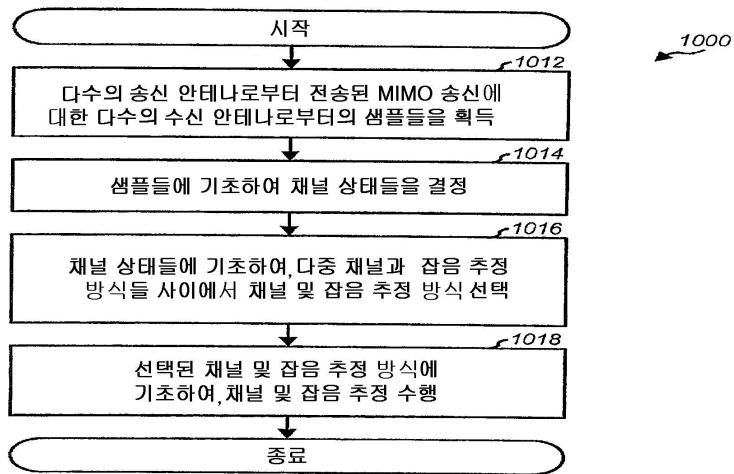 시작
1000
1012
다수의 송신 안테나로부터 전송된 MIMO 송신에
대한 다수의 수신 안테나로부터의 샘플들을 획득
1014
샘플들에 기초하여 채널 상태들을 결정
1016
채널 상태들에 기초하여,다중 채널과 잡음 추정
방식들 사이에서 채널 및 잡음 추정 방식 선택
1018
선택된 채널 및 잡음 추정 방식에
기초하여,채널 및 잡음 추정 수행
종료